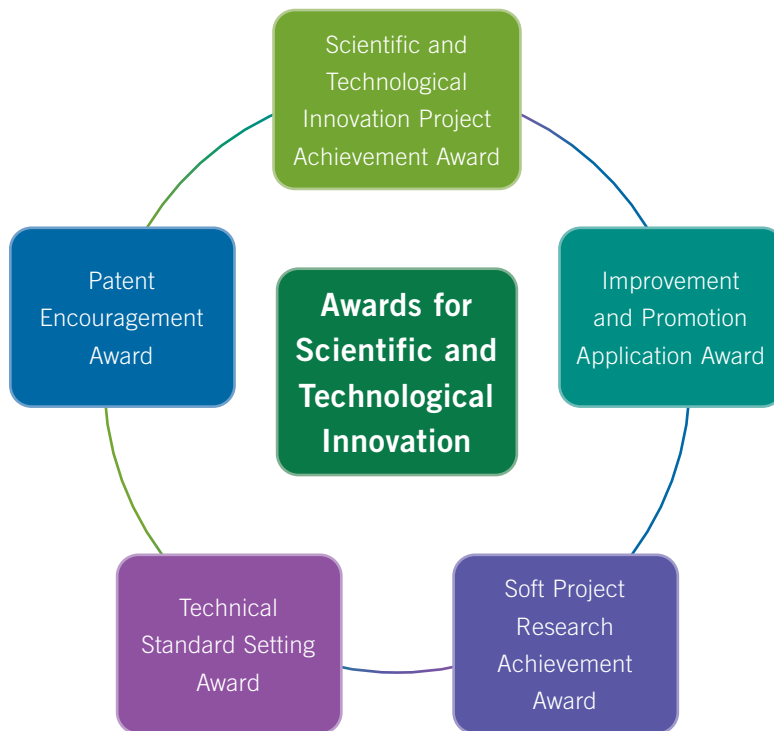 Scientific and
Technological
Innovation Project
Achievement Award
Patent
Encouragement
Award
Awards for
Scientific and
Technological
Innovation
Improvement
and Promotion
Application Award
Technical
Standard Setting
Award
Soft Project
Research
Achievement
Award